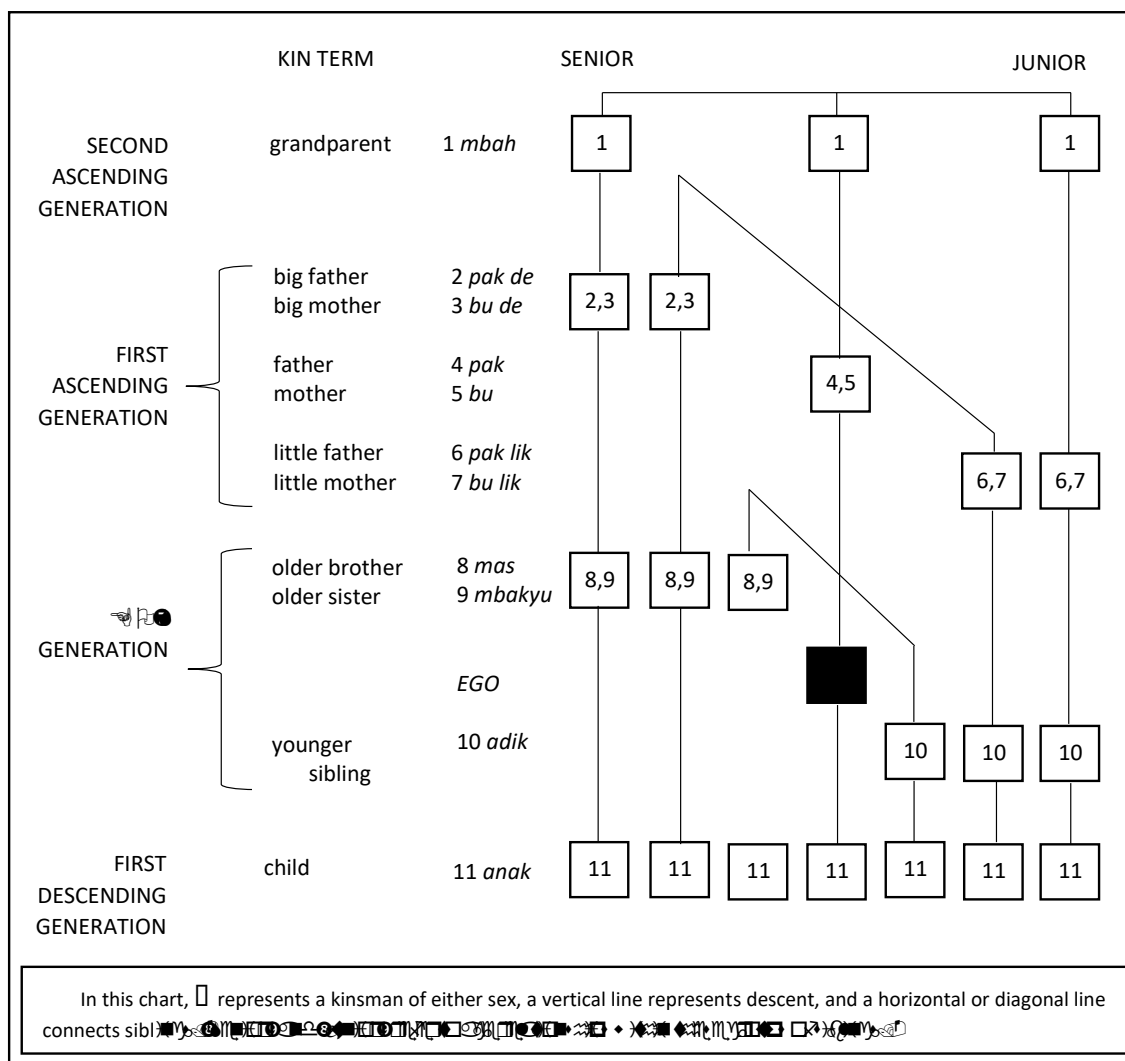 KIN TERM SENIOR JUNIOR
SECOND ASCENDING GENERATION
grandparent 1 mbah 1 1 1
FIRST ASCENDING GENERATION
big father 2 pak de
big mother 3 bu de
2,3 2,3
father 4 pak
mother 5 bu
4,5
little father 6 pak lik
little mother 7 bu lik
6,7 6,7
GENERATION
older brother 8 mas
older sister 9 mbakyu
8,9 8,9 8,9
EGO
younger 10 adik
sibling
10 10 10
FIRST DESCENDING GENERATION
child 11 anak 11 11 11 11 11 11 11
In this chart, represents a kinsman of either sex, a vertical line represents descent, and a horizontal or diagonal line
connects